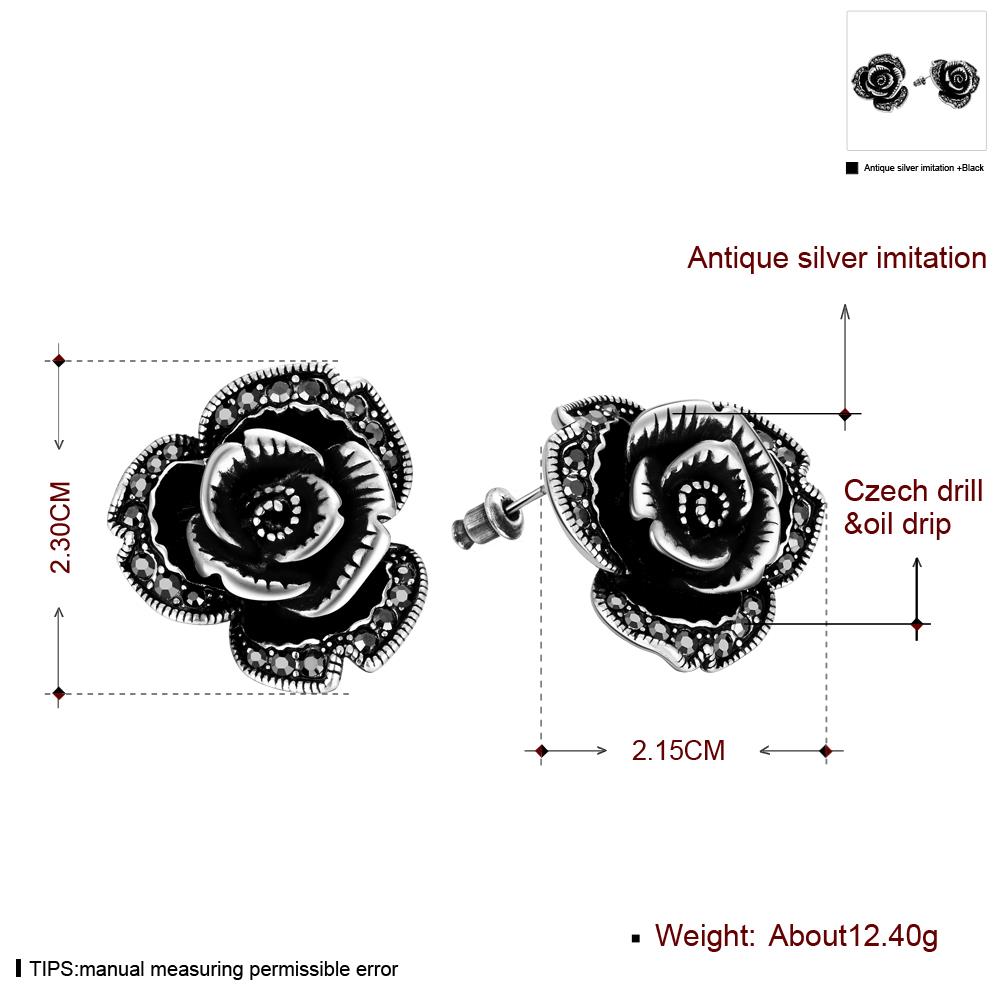 Antique silver imitation +Black
Antique silver imitation
2.30CM
Czech drill
&oil drip
2.15CM
Weight: About12.40g
TIPS:manual measuring permissible error